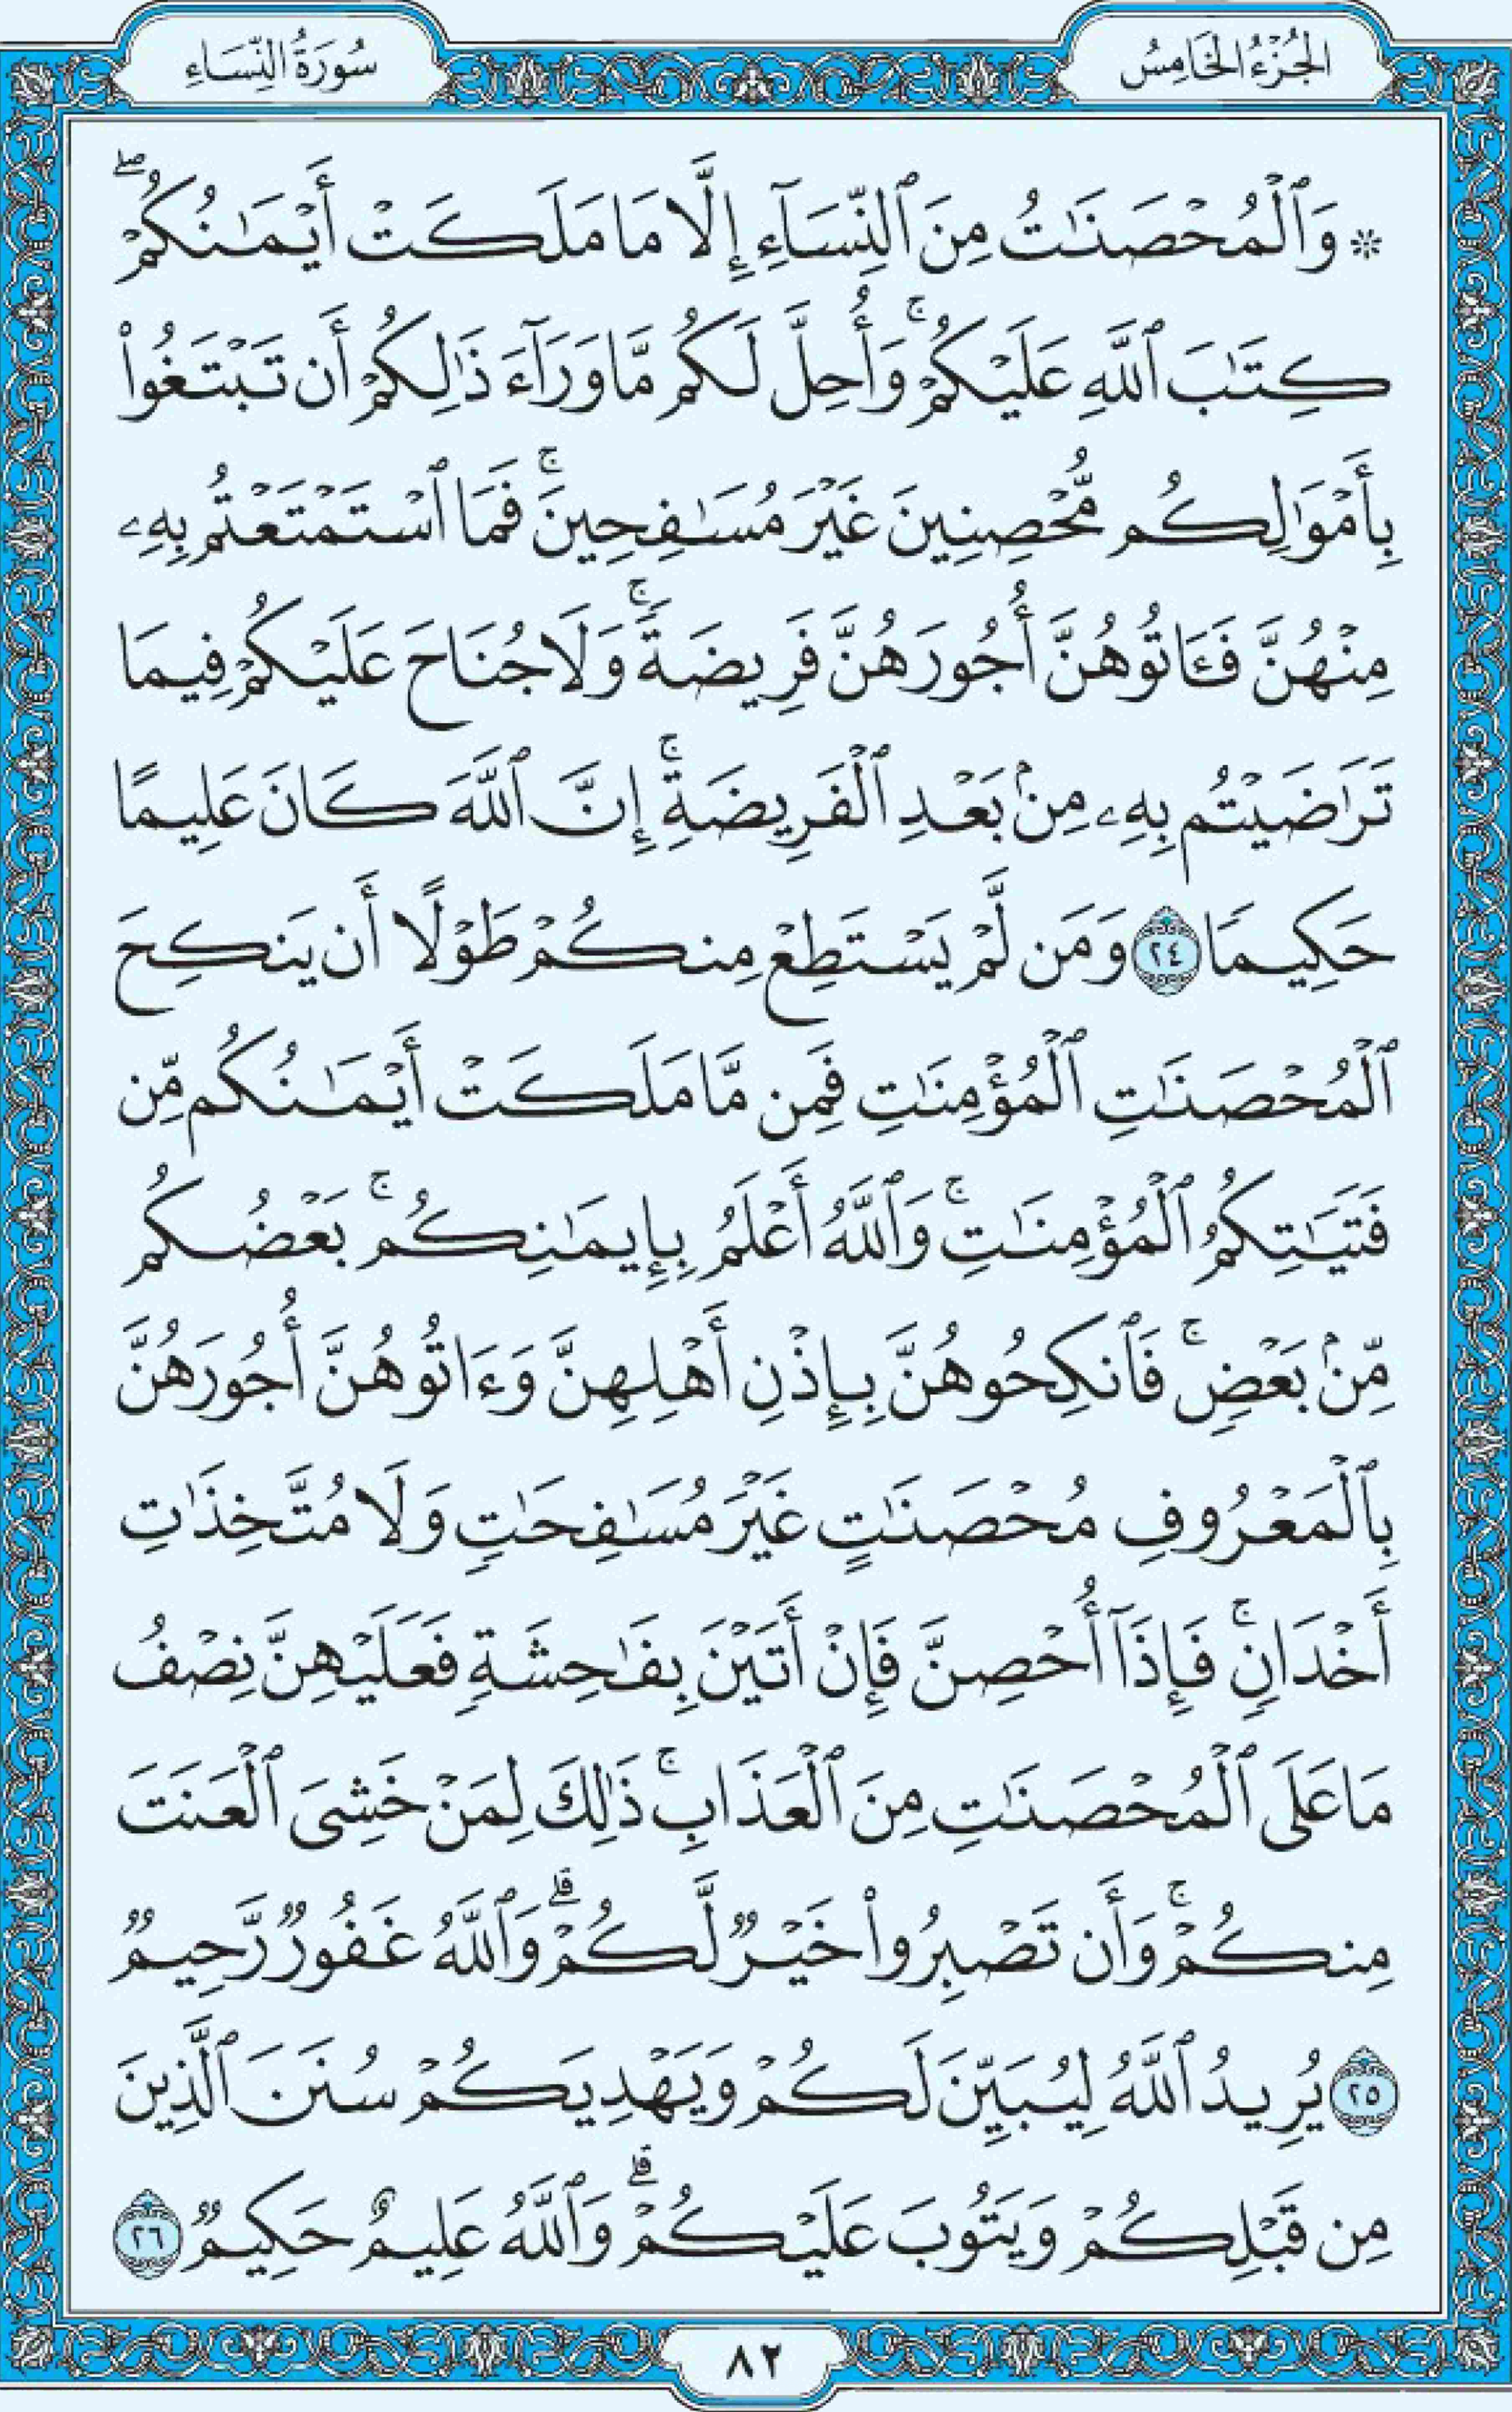 الجُزْءُ الخَامِسُ
سُورَةُ النِّسَاءِ
۞ وَٱلْمُحْصَنَٰتُ مِنَ ٱلنِّسَآءِ إِلَّا مَا مَلَكَتْ أَيْمَٰنُكُمْ ۖ
كِتَٰبَ ٱللَّهِ عَلَيْكُمْ ۚ وَأُحِلَّ لَكُم مَّا وَرَآءَ ذَٰلِكُمْ أَن تَبْتَغُوا۟
بِأَمْوَٰلِكُم مُّحْصِنِينَ غَيْرَ مُسَٰفِحِينَ ۚ فَمَا ٱسْتَمْتَعْتُم بِهِۦ
مِنْهُنَّ فَـَٔاتُوهُنَّ أُجُورَهُنَّ فَرِيضَةً ۚ وَلَا جُنَاحَ عَلَيْكُمْ فِيمَا
تَرَٰضَيْتُم بِهِۦ مِنۢ بَعْدِ ٱلْفَرِيضَةِ ۚ إِنَّ ٱللَّهَ كَانَ عَلِيمًا
حَكِيمًا ٢٤ وَمَن لَّمْ يَسْتَطِعْ مِنكُمْ طَوْلًا أَن يَنكِحَ
ٱلْمُحْصَنَٰتِ ٱلْمُؤْمِنَٰتِ فَمِن مَّا مَلَكَتْ أَيْمَٰنُكُم مِّن
فَتَيَٰتِكُمُ ٱلْمُؤْمِنَٰتِ ۚ وَٱللَّهُ أَعْلَمُ بِإِيمَٰنِكُم ۚ بَعْضُكُم
مِّنۢ بَعْضٍ ۚ فَٱنكِحُوهُنَّ بِإِذْنِ أَهْلِهِنَّ وَءَاتُوهُنَّ أُجُورَهُنَّ
بِٱلْمَعْرُوفِ مُحْصَنَٰتٍ غَيْرَ مُسَٰفِحَٰتٍ وَلَا مُتَّخِذَٰتِ
أَخْدَانٍ ۚ فَإِذَآ أُحْصِنَّ فَإِنْ أَتَيْنَ بِفَٰحِشَةٍ فَعَلَيْهِنَّ نِصْفُ
مَا عَلَى ٱلْمُحْصَنَٰتِ مِنَ ٱلْعَذَابِ ۚ ذَٰلِكَ لِمَنْ خَشِىَ ٱلْعَنَتَ
مِنكُمْ ۚ وَأَن تَصْبِرُوا۟ خَيْرٌ لَّكُمْ ۗ وَٱللَّهُ غَفُورٌ رَّحِيمٌ
٢٥ يُرِيدُ ٱللَّهُ لِيُبَيِّنَ لَكُمْ وَيَهْدِيَكُمْ سُنَنَ ٱلَّذِينَ
مِن قَبْلِكُمْ وَيَتُوبَ عَلَيْكُمْ ۗ وَٱللَّهُ عَلِيمٌ حَكِيمٌ ٢٦
٨٢